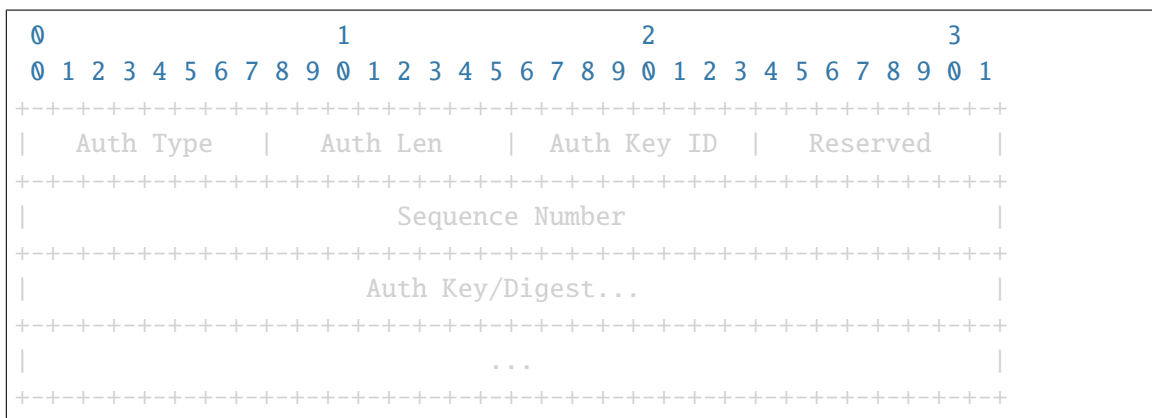 0                   1                   2                   3
 0 1 2 3 4 5 6 7 8 9 0 1 2 3 4 5 6 7 8 9 0 1 2 3 4 5 6 7 8 9 0 1
+-+-+-+-+-+-+-+-+-+-+-+-+-+-+-+-+-+-+-+-+-+-+-+-+-+-+-+-+-+-+-+-+
|   Auth Type   |   Auth Len    |  Auth Key ID  |   Reserved    |
+-+-+-+-+-+-+-+-+-+-+-+-+-+-+-+-+-+-+-+-+-+-+-+-+-+-+-+-+-+-+-+-+
|                        Sequence Number                        |
+-+-+-+-+-+-+-+-+-+-+-+-+-+-+-+-+-+-+-+-+-+-+-+-+-+-+-+-+-+-+-+-+
|                      Auth Key/Digest...                       |
+-+-+-+-+-+-+-+-+-+-+-+-+-+-+-+-+-+-+-+-+-+-+-+-+-+-+-+-+-+-+-+-+
|                              ...                              |
+-+-+-+-+-+-+-+-+-+-+-+-+-+-+-+-+-+-+-+-+-+-+-+-+-+-+-+-+-+-+-+-+